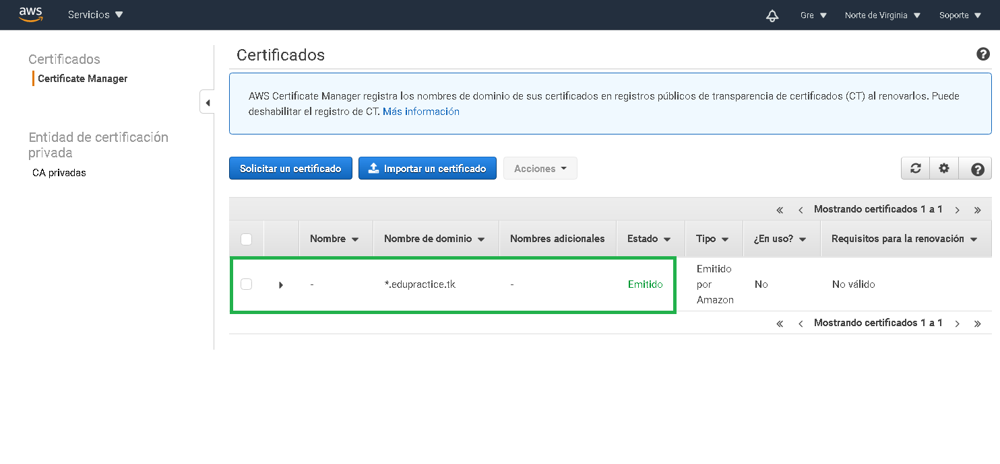 aws Servicios Gre Norte de Virginia Soporte
Certificados
Certificate Manager
Entidad de certificación
privada
CA privadas
Certificados
AWS Certificate Manager registra los nombres de dominio de sus certificados en registros públicos de transparencia de certificados (CT) al renovarlos. Puede
deshabilitar el registro de CT. Más información
Solicitar un certificado Importar un certificado Acciones
« ‹ Mostrando certificados 1 a 1 › »
Nombre Nombre de dominio Nombres adicionales Estado Tipo ¿En uso? Requisitos para la renovación
- *.edupractice.tk - Emitido Emitido por Amazon No No válido
« ‹ Mostrando certificados 1 a 1 › »